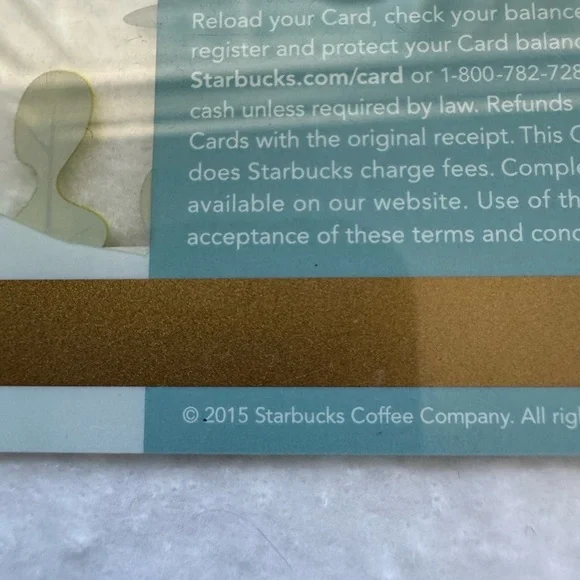 Reload your Card, check your balance
register and protect your Card balanc
Starbucks.com/card or 1-800-782-728
cash unless required by law. Refunds
Cards with the original receipt. This C
does Starbucks charge fees. Comple
available on our website. Use of th
acceptance of these terms and cond
© 2015 Starbucks Coffee Company. All righ